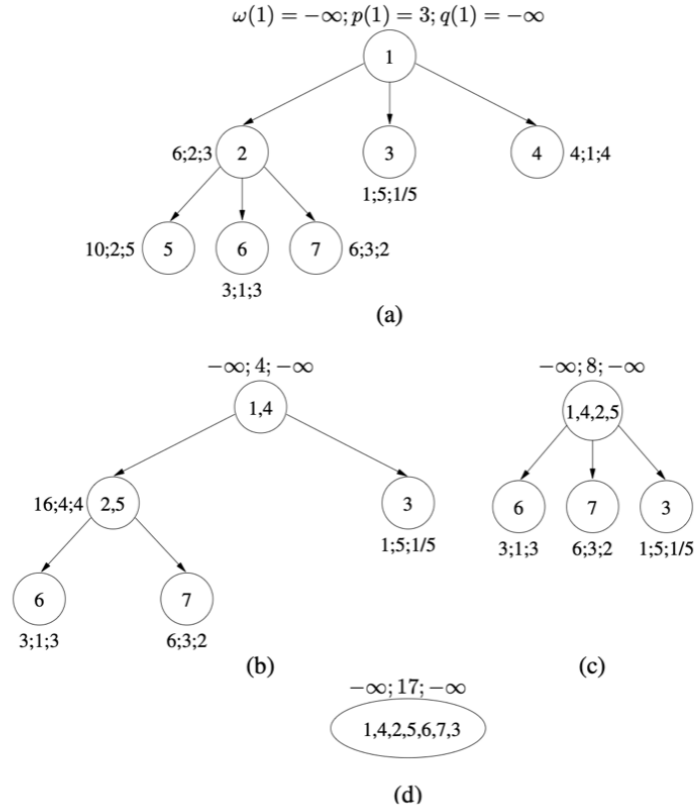 ω(1) = −∞; p(1) = 3; q(1) = −∞
1
6;2;3 2 3 4 4;1;4
1;5;1/5
10;2;5 5 6 7 6;3;2
3;1;3
(a)
−∞; 4; −∞
1,4
16;4;4 2,5 3
1;5;1/5
6 7
3;1;3 6;3;2
(b)
−∞; 8; −∞
1,4,2,5
6 7 3
3;1;3 6;3;2 1;5;1/5
(c)
−∞; 17; −∞
1,4,2,5,6,7,3
(d)